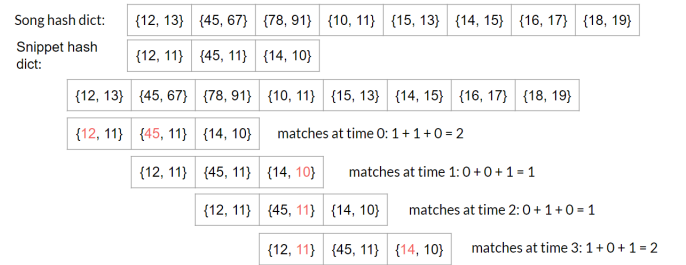 Song hash dict: {12, 13} {45, 67} {78, 91} {10, 11} {15, 13} {14, 15} {16, 17} {18, 19}
Snippet hash
dict: {12, 11} {45, 11} {14, 10}
{12, 13} {45, 67} {78, 91} {10, 11} {15, 13} {14, 15} {16, 17} {18, 19}
{12, 11} {45, 11} {14, 10} matches at time 0: 1 + 1 + 0 = 2
{12, 11} {45, 11} {14, 10} matches at time 1: 0 + 0 + 1 = 1
{12, 11} {45, 11} {14, 10} matches at time 2: 0 + 1 + 0 = 1
{12, 11} {45, 11} {14, 10} matches at time 3: 1 + 0 + 1 = 2